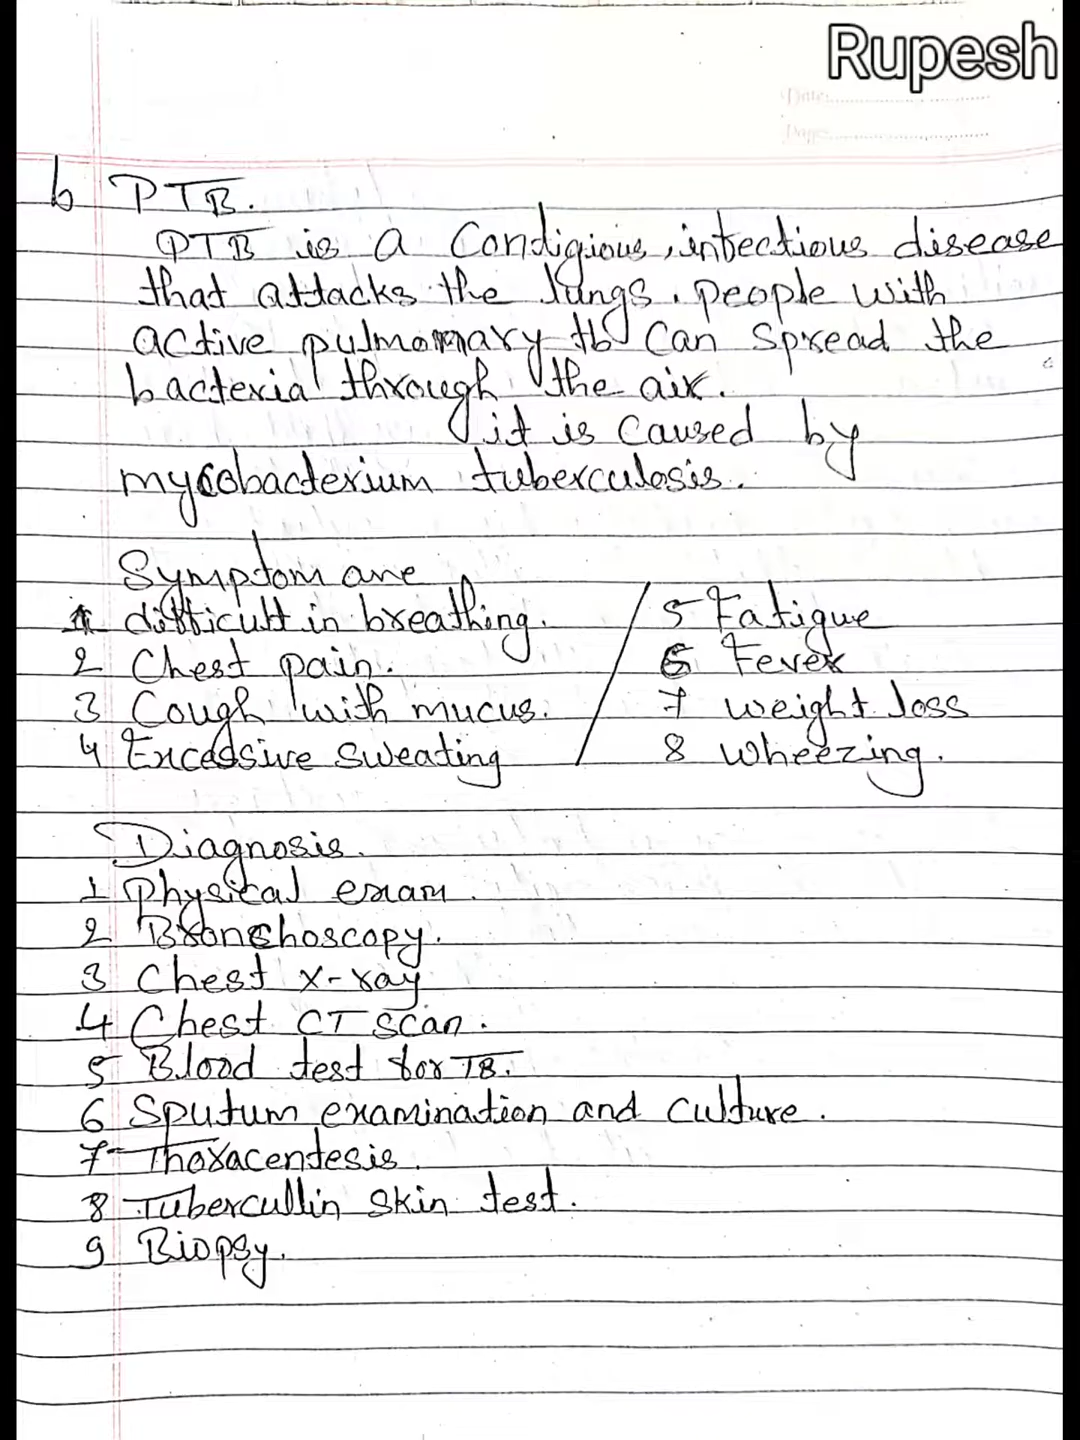 Rupesh
Date:
Page:
b PTB.
PTB is a Condigious, infectious disease
that attacks the lungs. people with
active pulmonary tb can spread the
bacteria through the air.
it is caused by
mycobacterium tuberculosis.
Symptom are
1 difficult in breathing.
2 Chest pain.
3 Cough with mucus.
4 Excessive sweating
5 Fatigue
6 Fever
7 weight loss
8 wheezing.
Diagnosis.
1 Physical exam.
2 Bronchoscopy.
3 Chest x-ray
4 Chest CT scan.
5 Blood test for TB.
6 Sputum examination and culture.
7 Thoracentesis.
8 Tubercullin skin test.
9 Biopsy.